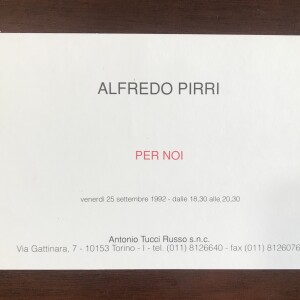 ALFREDO PIRRI
PER NOI
venerdì 25 settembre 1992 - dalle 18,30 alle 20,30
Antonio Tucci Russo s.n.c.
Via Gattinara, 7 - 10153 Torino - I - tel. (011) 8126640 - fax (011) 8126076